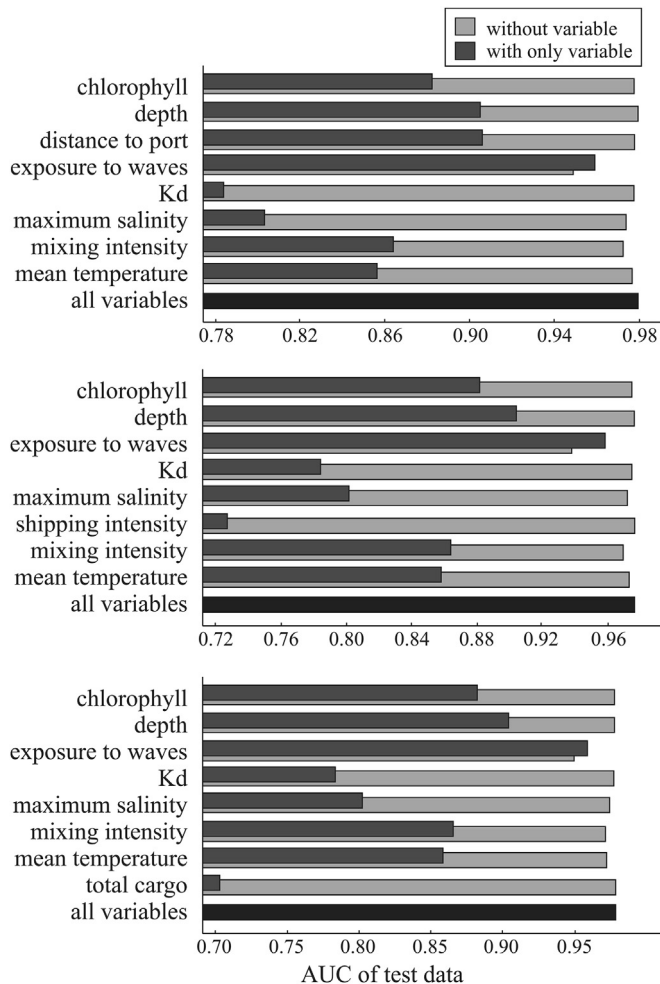 without variable
with only variable
chlorophyll
depth
distance to port
exposure to waves
Kd
maximum salinity
mixing intensity
mean temperature
all variables
0.78 0.82 0.86 0.90 0.94 0.98
chlorophyll
depth
exposure to waves
Kd
maximum salinity
shipping intensity
mixing intensity
mean temperature
all variables
0.72 0.76 0.80 0.84 0.88 0.92 0.96
chlorophyll
depth
exposure to waves
Kd
maximum salinity
mixing intensity
mean temperature
total cargo
all variables
0.70 0.75 0.80 0.85 0.90 0.95
AUC of test data